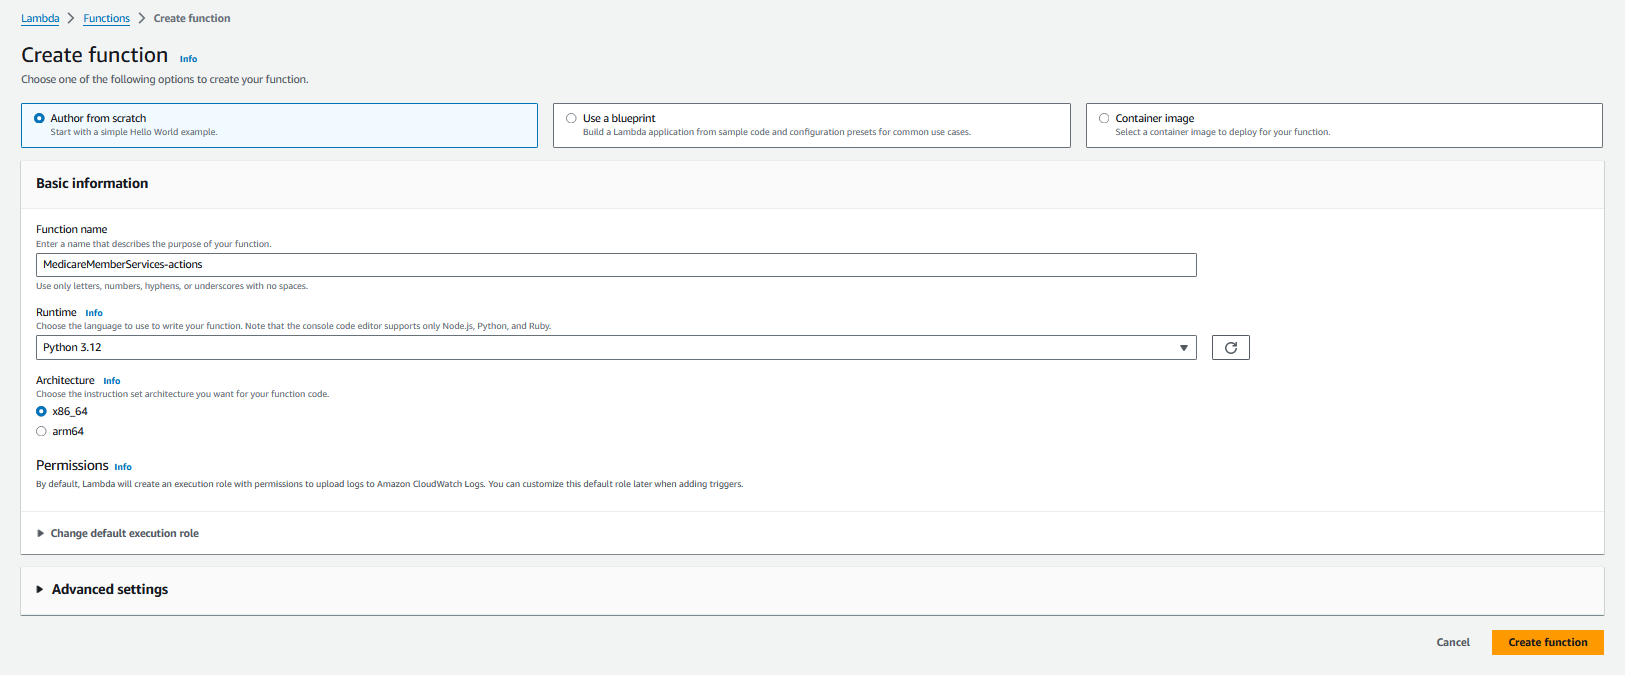 Lambda > Functions > Create function
Create function Info
Choose one of the following options to create your function.
Author from scratch
Start with a simple Hello World example.
Use a blueprint
Build a Lambda application from sample code and configuration presets for common use cases.
Container image
Select a container image to deploy for your function.
Basic information
Function name
Enter a name that describes the purpose of your function.
MedicareMemberServices-actions
Use only letters, numbers, hyphens, or underscores with no spaces.
Runtime Info
Choose the language to use to write your function. Note that the console code editor supports only Node.js, Python, and Ruby.
Python 3.12
Architecture Info
Choose the instruction set architecture you want for your function code.
x86_64
arm64
Permissions Info
By default, Lambda will create an execution role with permissions to upload logs to Amazon CloudWatch Logs. You can customize this default role later when adding triggers.
Change default execution role
Advanced settings
Cancel Create function